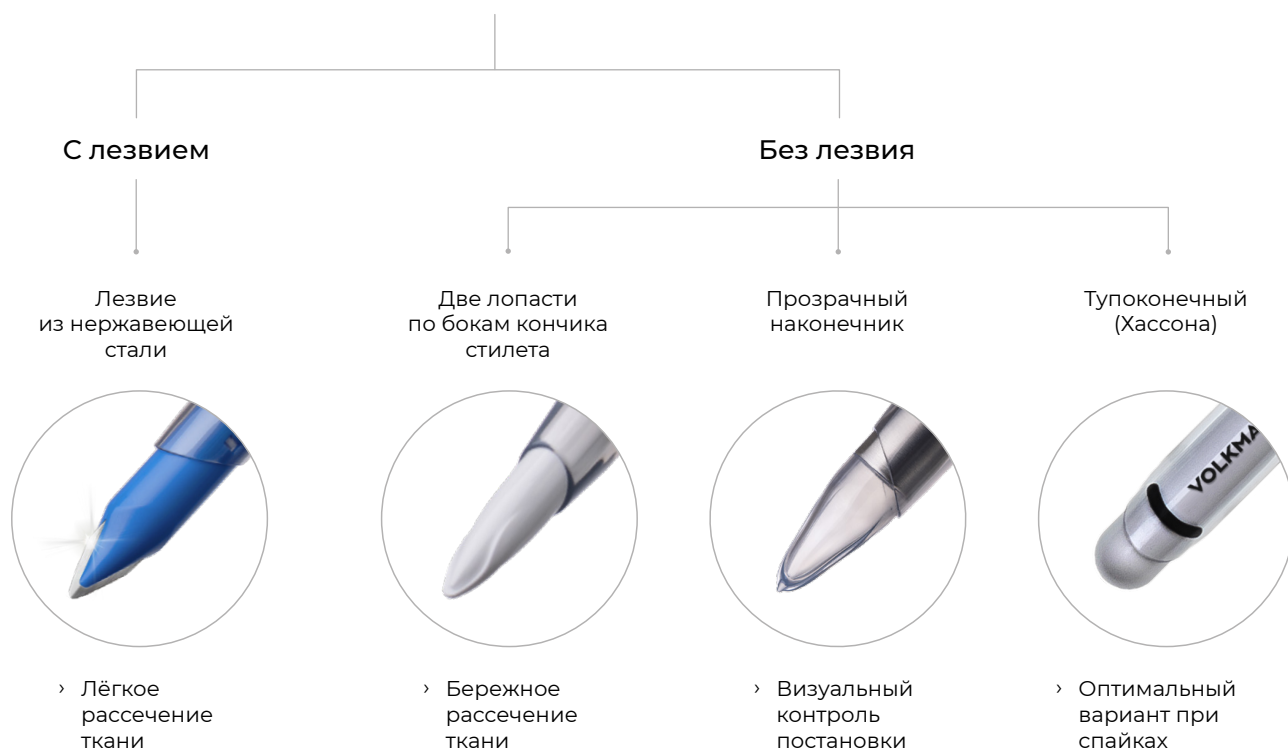 С лезвием
Без лезвия
Лезвие
из нержавеющей
стали
Две лопасти
по бокам кончика
стилета
Прозрачный
наконечник
Тупоконечный
(Хассона)
VOLKMA
› Лёгкое
рассечение
ткани
› Бережное
рассечение
ткани
› Визуальный
контроль
постановки
› Оптимальный
вариант при
спайках